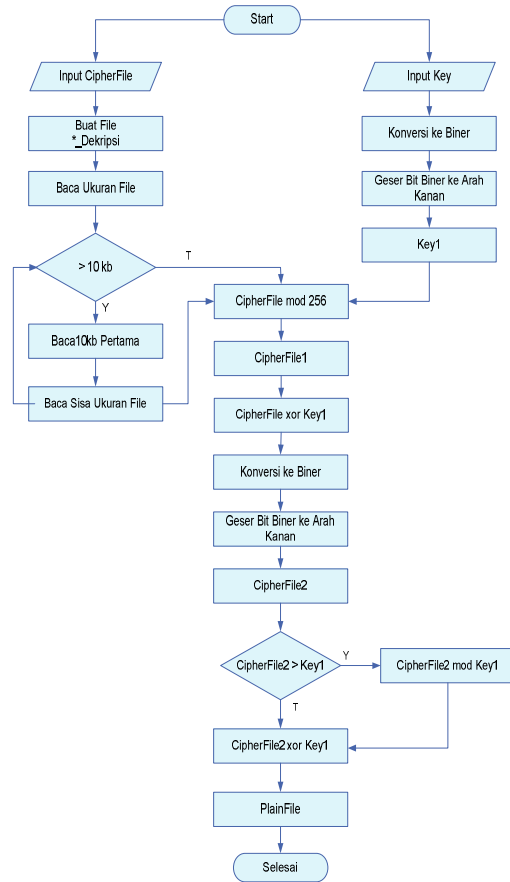 Start
Input CipherFile
Input Key
Buat File
*_Dekripsi
Konversi ke Biner
Baca Ukuran File
Geser Bit Biner ke Arah
Kanan
Key1
> 10 kb
T
Y
CipherFile mod 256
Baca10kb Pertama
CipherFile1
Baca Sisa Ukuran File
CipherFile xor Key1
Konversi ke Biner
Geser Bit Biner ke Arah
Kanan
CipherFile2
CipherFile2 > Key1
Y
CipherFile2 mod Key1
T
CipherFile2 xor Key1
PlainFile
Selesai